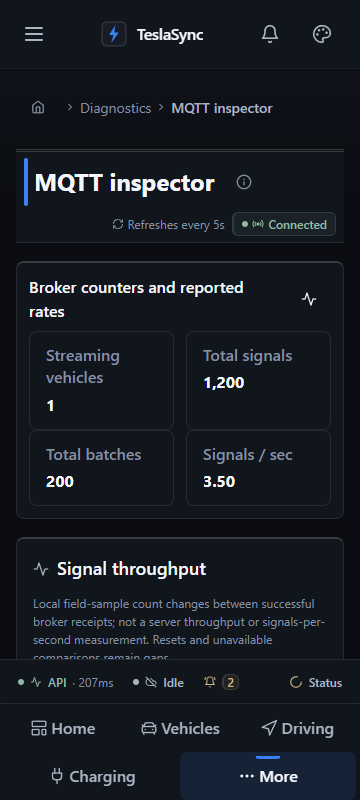 TeslaSync
Diagnostics
MQTT inspector
MQTT inspector
Refreshes every 5s
Connected
Broker counters and reported
rates
Streaming
vehicles
1
Total signals
1,200
Total batches
200
Signals / sec
3.50
Signal throughput
Local field-sample count changes between successful
broker receipts; not a server throughput or signals-per-
second measurement. Resets and unavailable
comparisons remain gaps
API · 207ms
Idle
2
Status
Home
Vehicles
Driving
Charging
More